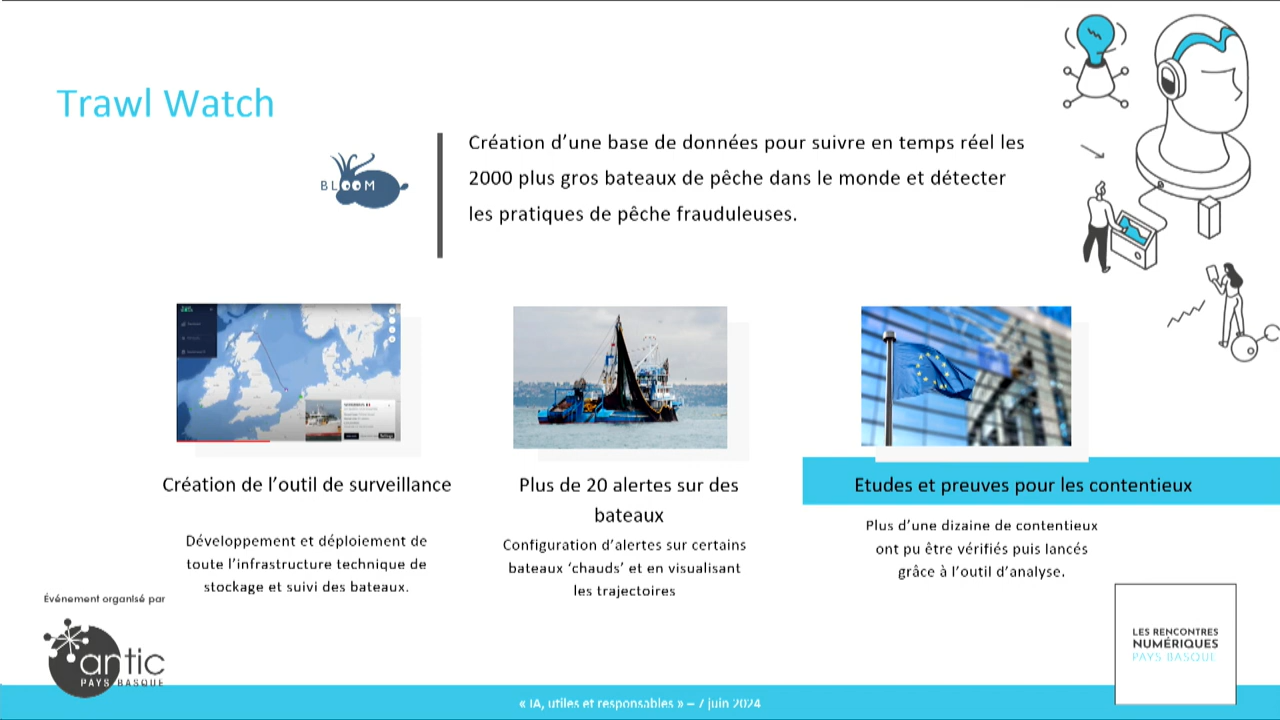 Trawl Watch
BLOOM
Création d’une base de données pour suivre en temps réel les
2000 plus gros bateaux de pêche dans le monde et détecter
les pratiques de pêche frauduleuses.
Création de l’outil de surveillance
Développement et déploiement de
toute l’infrastructure technique de
stockage et suivi des bateaux.
Plus de 20 alertes sur des
bateaux
Configuration d’alertes sur certains
bateaux ‘chauds’ et en visualisant
les trajectoires
Etudes et preuves pour les contentieux
Plus d’une dizaine de contentieux
ont pu être vérifiés puis lancés
grâce à l’outil d’analyse.
Événement organisé par
antic
PAYS BASQUE
LES RENCONTRES
NUMÉRIQUES
PAYS BASQUE
« IA, utiles et responsables » – 7 juin 2024